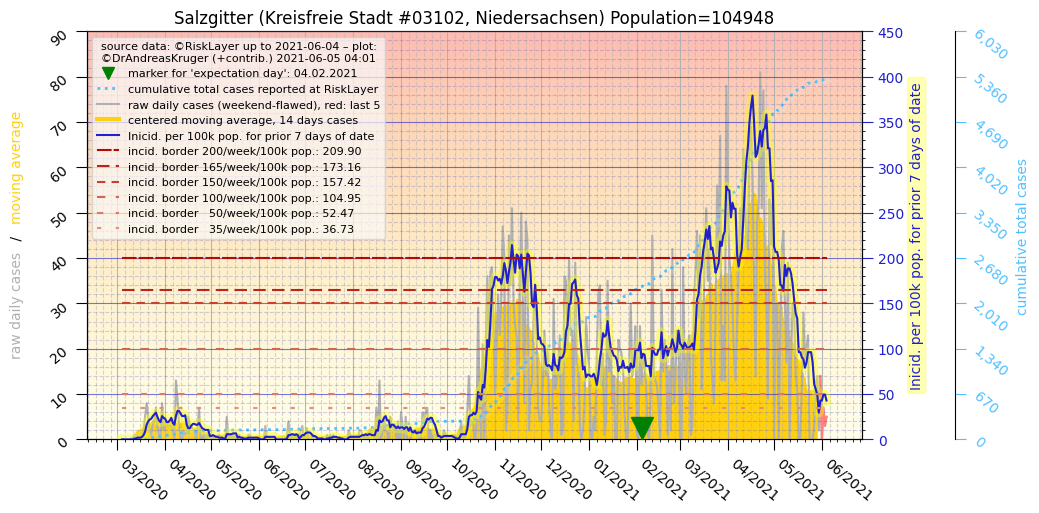 Salzgitter (Kreisfreie Stadt #03102, Niedersachsen) Population=104948
source data: ©RiskLayer up to 2021-06-04 – plot:
©DrAndreasKruger (+contrib.) 2021-06-05 04:01
marker for 'expectation day': 04.02.2021
cumulative total cases reported at RiskLayer
raw daily cases (weekend-flawed), red: last 5
centered moving average, 14 days cases
Inicid. per 100k pop. for prior 7 days of date
incid. border 200/week/100k pop.: 209.90
incid. border 165/week/100k pop.: 173.16
incid. border 150/week/100k pop.: 157.42
incid. border 100/week/100k pop.: 104.95
incid. border   50/week/100k pop.: 52.47
incid. border   35/week/100k pop.: 36.73
raw daily cases / moving average
90
80
70
60
50
40
30
20
10
0
03/2020
04/2020
05/2020
06/2020
07/2020
08/2020
09/2020
10/2020
11/2020
12/2020
01/2021
02/2021
03/2021
04/2021
05/2021
06/2021
450
400
350
300
250
200
150
100
50
0
Inicid. per 100k pop. for prior 7 days of date
6,030
5,360
4,690
4,020
3,350
2,680
2,010
1,340
670
0
cumulative total cases